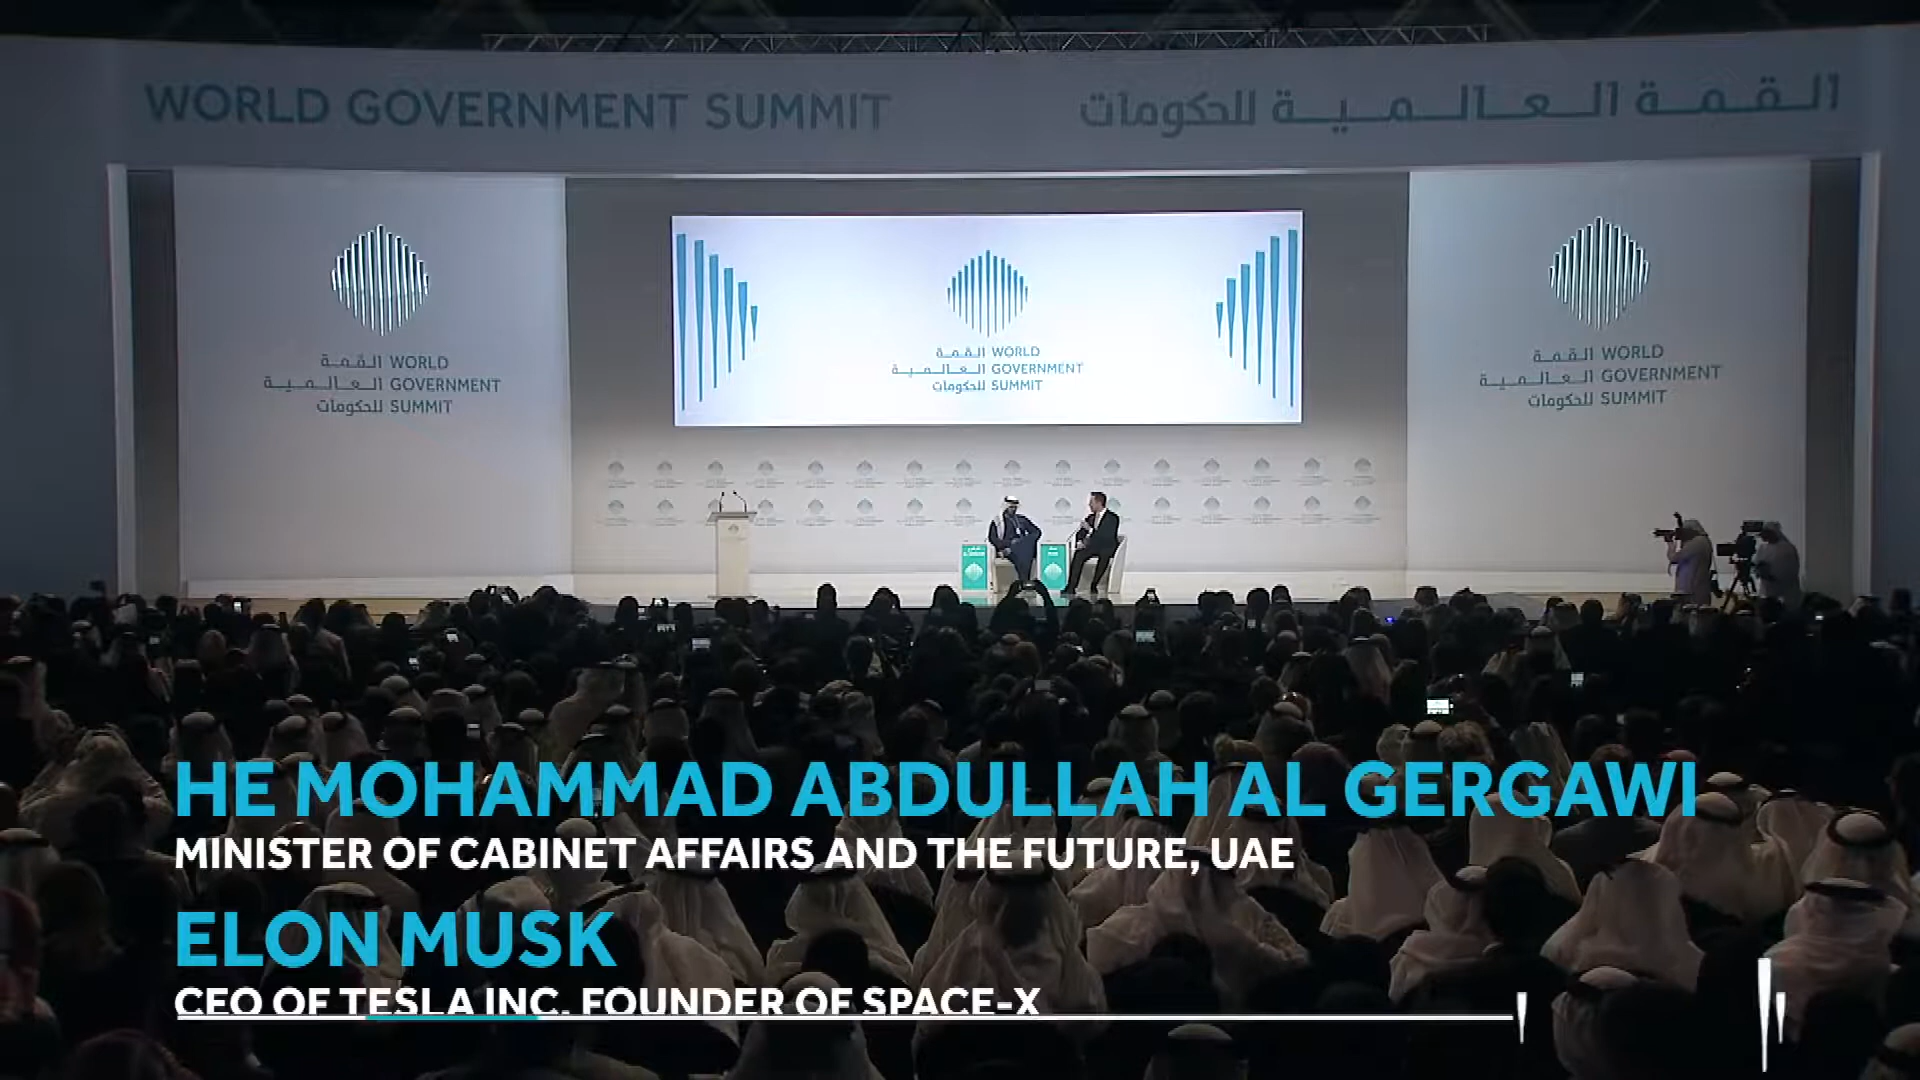 WORLD GOVERNMENT SUMMIT
القمة العالمية للحكومات
القمة WORLD
العالمية GOVERNMENT
للحكومات SUMMIT
القمة WORLD
العالمية GOVERNMENT
للحكومات SUMMIT
القمة WORLD
العالمية GOVERNMENT
للحكومات SUMMIT
HE MOHAMMAD ABDULLAH AL GERGAWI
MINISTER OF CABINET AFFAIRS AND THE FUTURE, UAE
ELON MUSK
CEO OF TESLA INC. FOUNDER OF SPACE-X